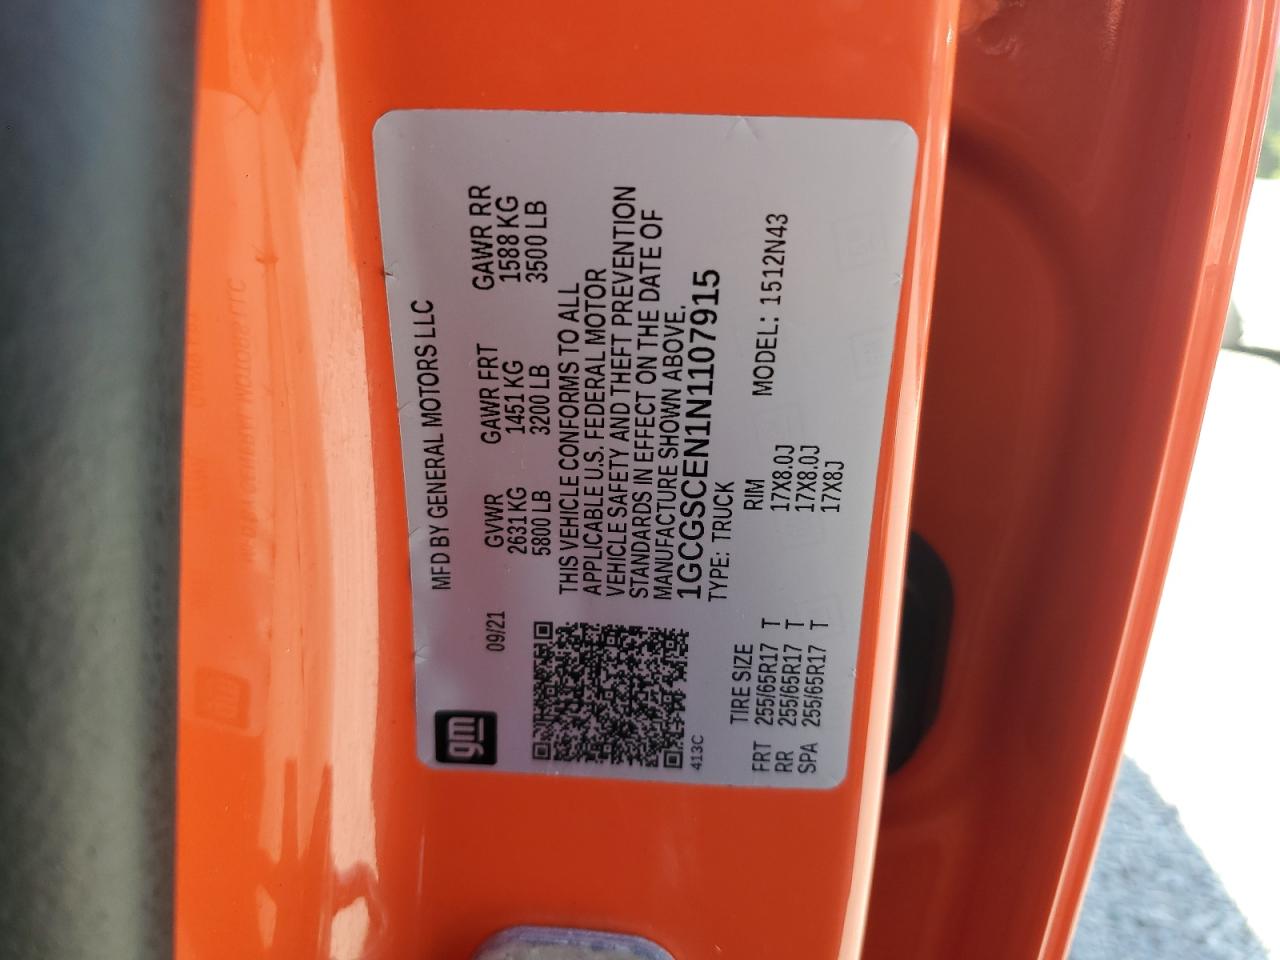 gm
MFD BY GENERAL MOTORS LLC
09/21
GVWR GAWR FRT GAWR RR
2631 KG 1451 KG 1588 KG
5800 LB 3200 LB 3500 LB
THIS VEHICLE CONFORMS TO ALL
APPLICABLE U.S. FEDERAL MOTOR
VEHICLE SAFETY AND THEFT PREVENTION
STANDARDS IN EFFECT ON THE DATE OF
MANUFACTURE SHOWN ABOVE.
1GCGSCEN1N1107915
413C
TYPE: TRUCK
MODEL: 1512N43
TIRE SIZE RIM
FRT 255/65R17 T 17X8.0J
RR 255/65R17 T 17X8.0J
SPA 255/65R17 T 17X8J